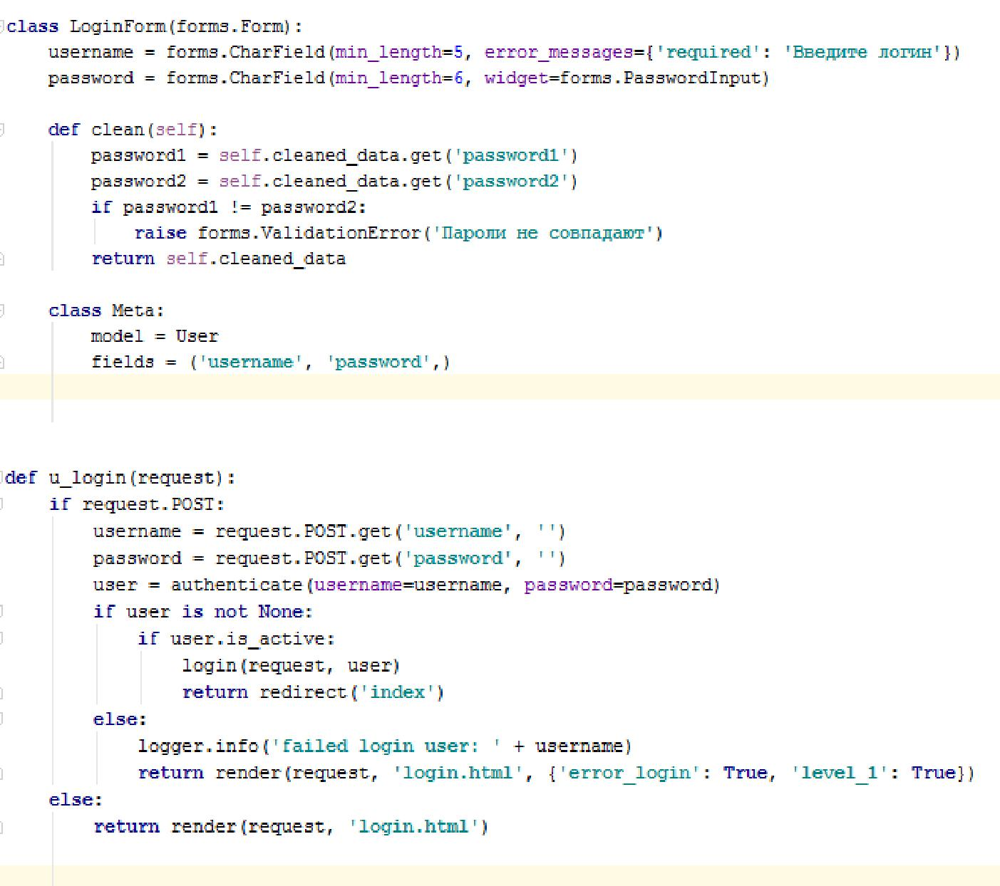 class LoginForm(forms.Form):
    username = forms.CharField(min_length=5, error_messages={'required': 'Введите логин'})
    password = forms.CharField(min_length=6, widget=forms.PasswordInput)
    def clean(self):
        password1 = self.cleaned_data.get('password1')
        password2 = self.cleaned_data.get('password2')
        if password1 != password2:
            raise forms.ValidationError('Пароли не совпадают')
        return self.cleaned_data
    class Meta:
        model = User
        fields = ('username', 'password',)
def u_login(request):
    if request.POST:
        username = request.POST.get('username', '')
        password = request.POST.get('password', '')
        user = authenticate(username=username, password=password)
        if user is not None:
            if user.is_active:
                login(request, user)
                return redirect('index')
        else:
            logger.info('failed login user: ' + username)
            return render(request, 'login.html', {'error_login': True, 'level_1': True})
    else:
        return render(request, 'login.html')